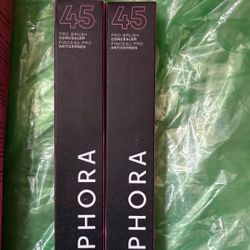 45
PRO BRUSH
CONCEALER
PINCEAU PRO
ANTICERNES
PHORA
45
PRO BRUSH
CONCEALER
PINCEAU PRO
ANTICERNES
PHORA